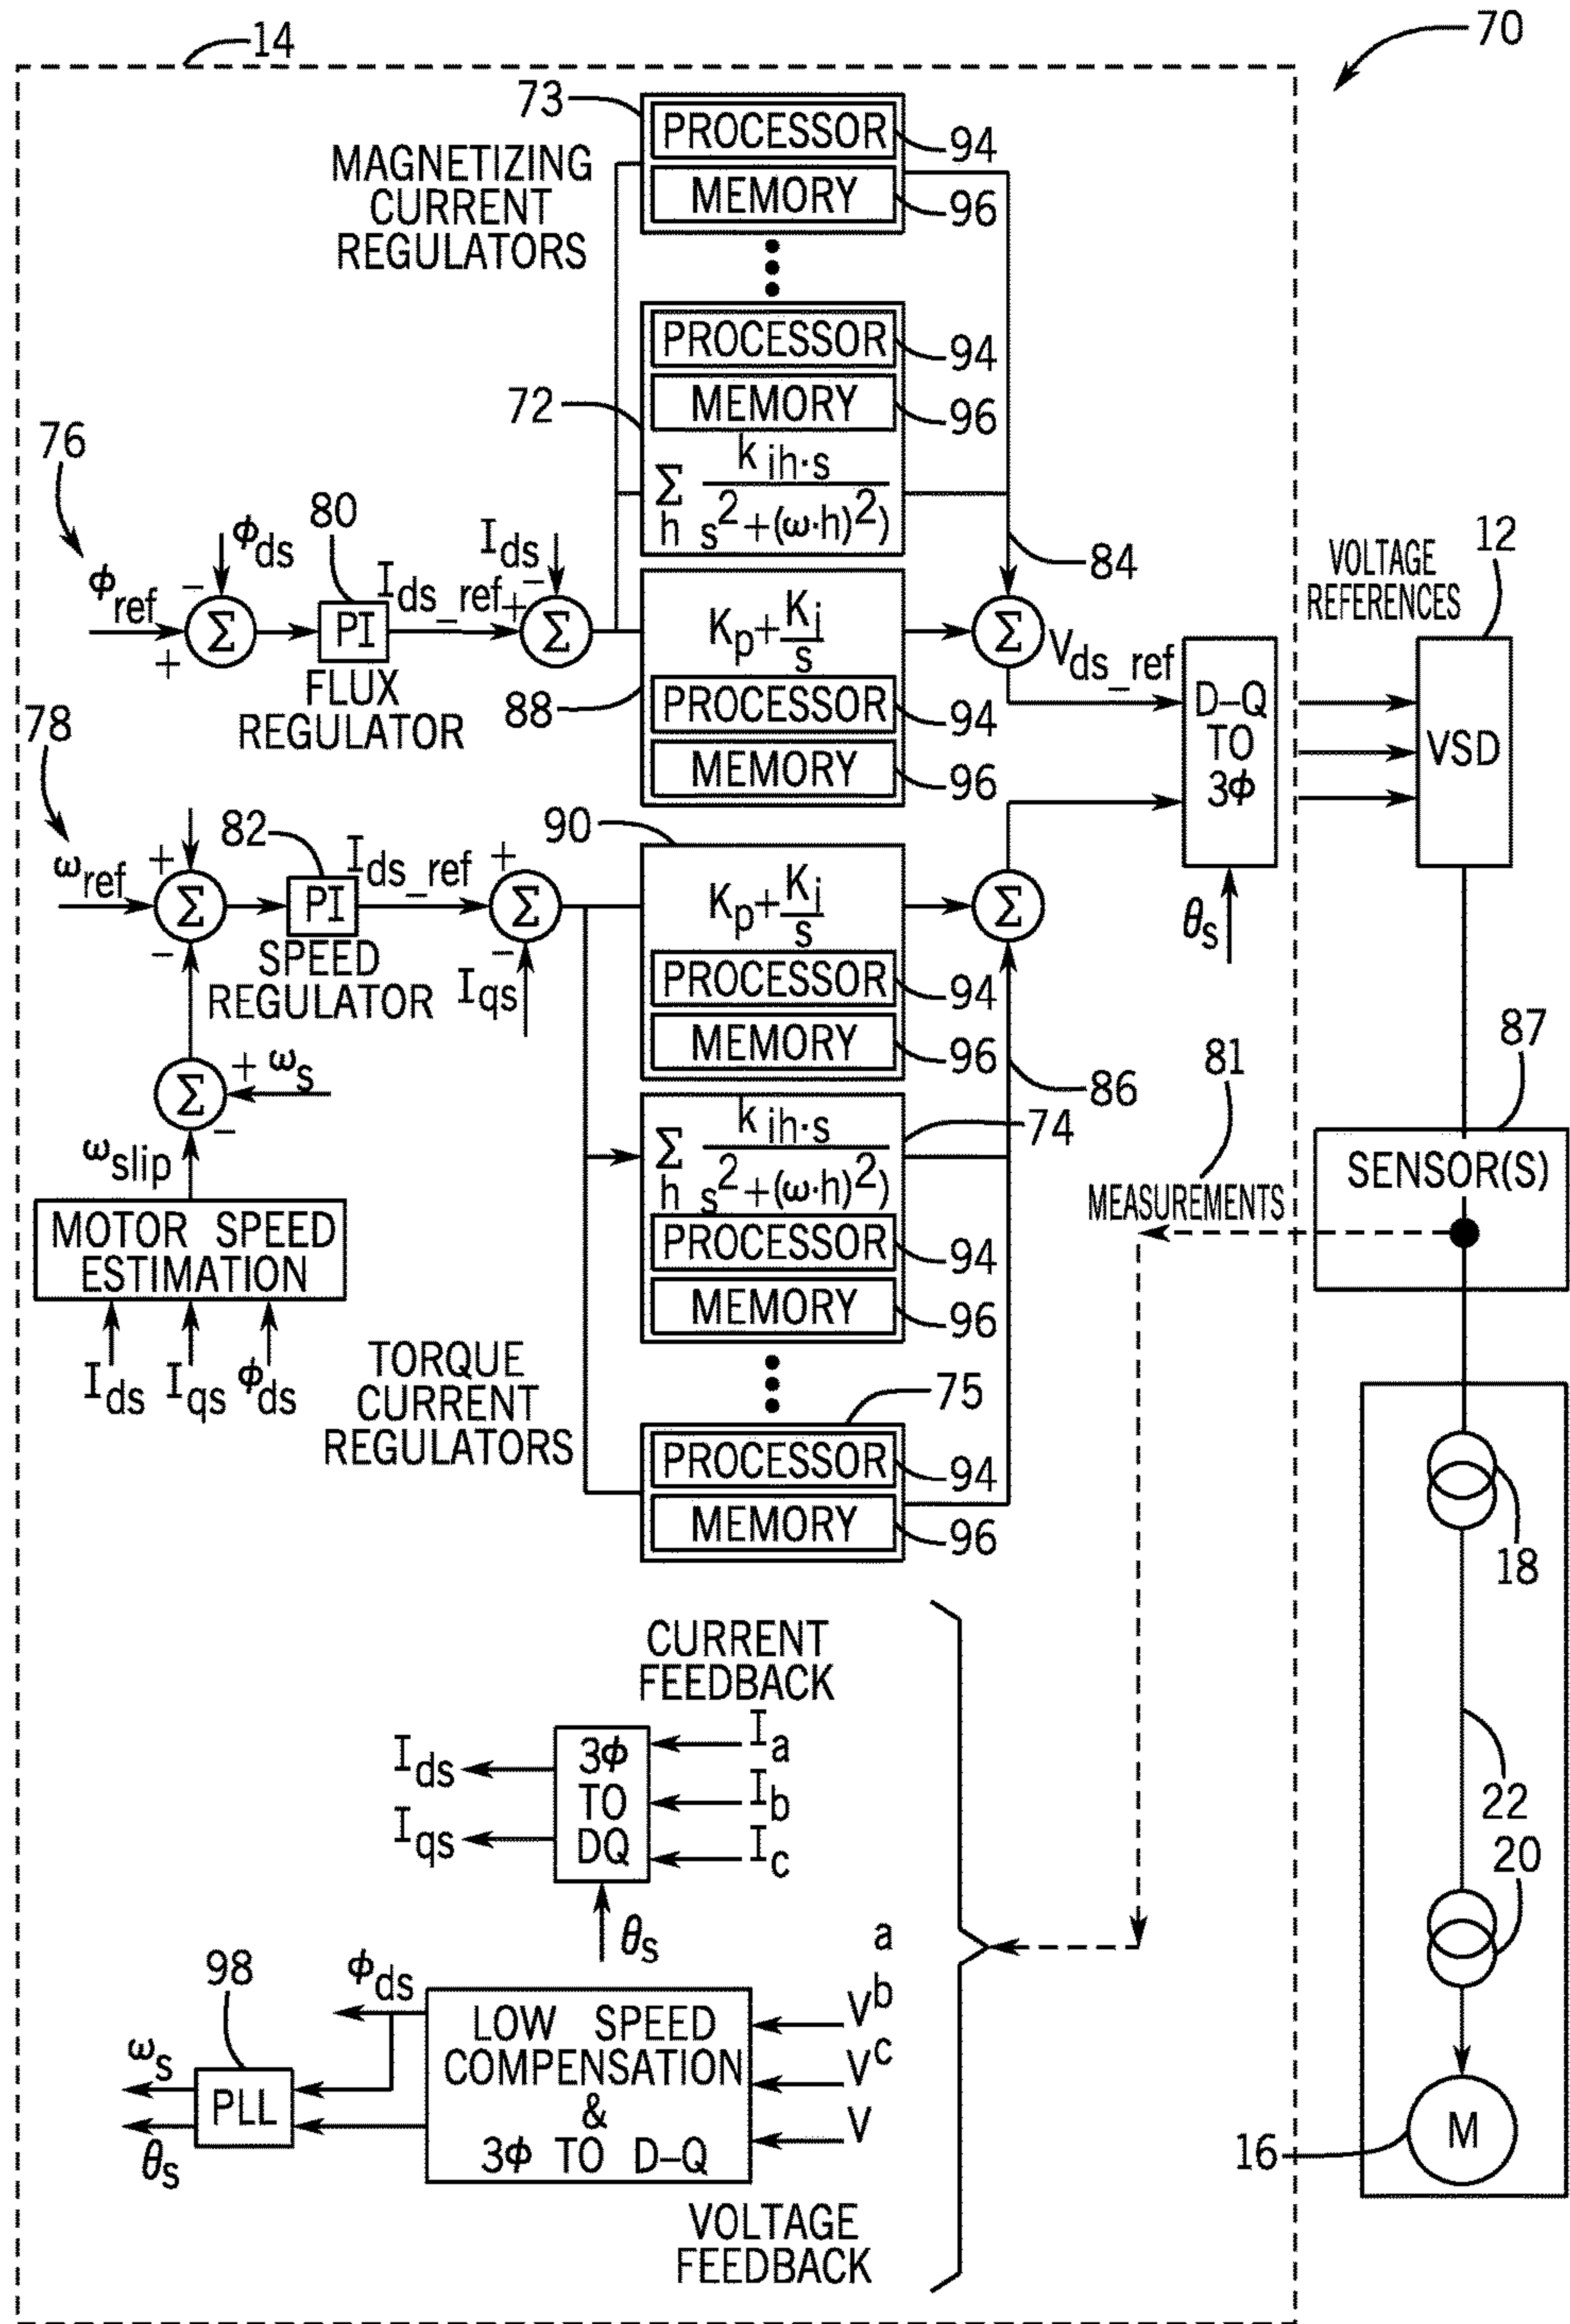 14
70
73
PROCESSOR
94
MEMORY
96
MAGNETIZING
CURRENT
REGULATORS
PROCESSOR
94
MEMORY
96
72
Σ h k ih·s / s² +(ω·h)²)
76
ϕref
+
−
ϕds
Σ
80
PI
FLUX
REGULATOR
Ids_ref
+
Ids
−
Σ
Kp+Ki/s
88
PROCESSOR
94
MEMORY
96
84
Σ
Vds_ref
D–Q
TO
3ϕ
θs
VOLTAGE
REFERENCES
12
VSD
78
ωref
+
−
Σ
82
PI
SPEED
REGULATOR
Ids_ref
+
−
Iqs
Σ
90
Kp+Ki/s
PROCESSOR
94
MEMORY
96
Σ
86
Σ
+
ωs
−
ωslip
MOTOR SPEED
ESTIMATION
Ids
Iqs
ϕds
74
Σ h k ih·s / s² +(ω·h)²)
PROCESSOR
94
MEMORY
96
TORQUE
CURRENT
REGULATORS
75
PROCESSOR
94
MEMORY
96
81
MEASUREMENTS
87
SENSOR(S)
18
22
20
16
M
CURRENT
FEEDBACK
Ids
Iqs
3ϕ
TO
DQ
Ia
Ib
Ic
θs
98
ϕds
ωs
θs
PLL
LOW SPEED
COMPENSATION
&
3ϕ TO D–Q
a
V b
V c
V
VOLTAGE
FEEDBACK